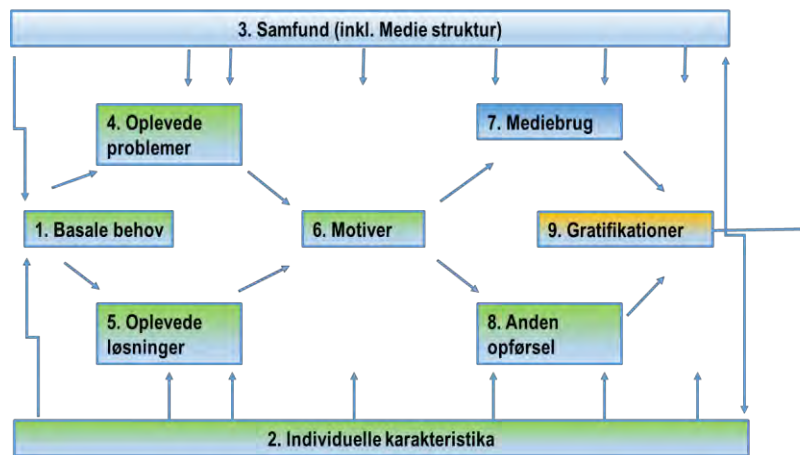 3. Samfund (inkl. Medie struktur)
4. Oplevede
problemer
7. Mediebrug
1. Basale behov
6. Motiver
9. Gratifikationer
5. Oplevede
løsninger
8. Anden
opførsel
2. Individuelle karakteristika